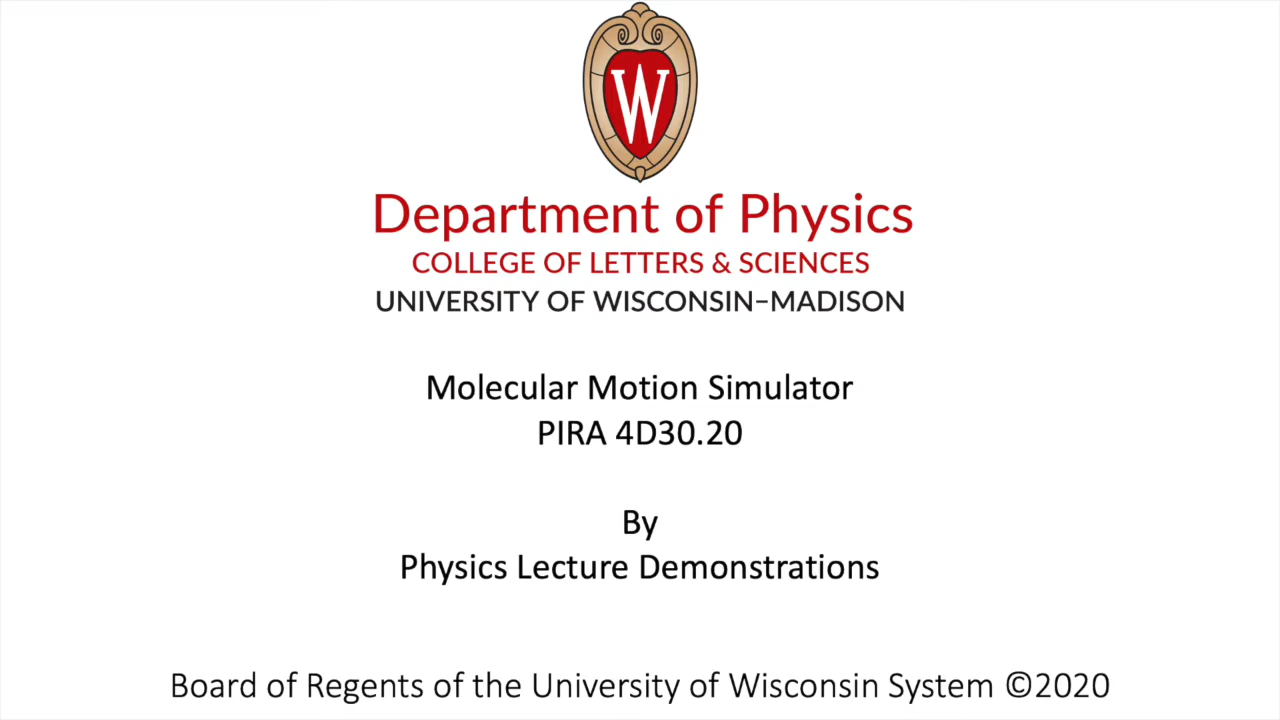 W
Department of Physics
COLLEGE OF LETTERS & SCIENCES
UNIVERSITY OF WISCONSIN–MADISON
Molecular Motion Simulator
PIRA 4D30.20
By
Physics Lecture Demonstrations
Board of Regents of the University of Wisconsin System ©2020